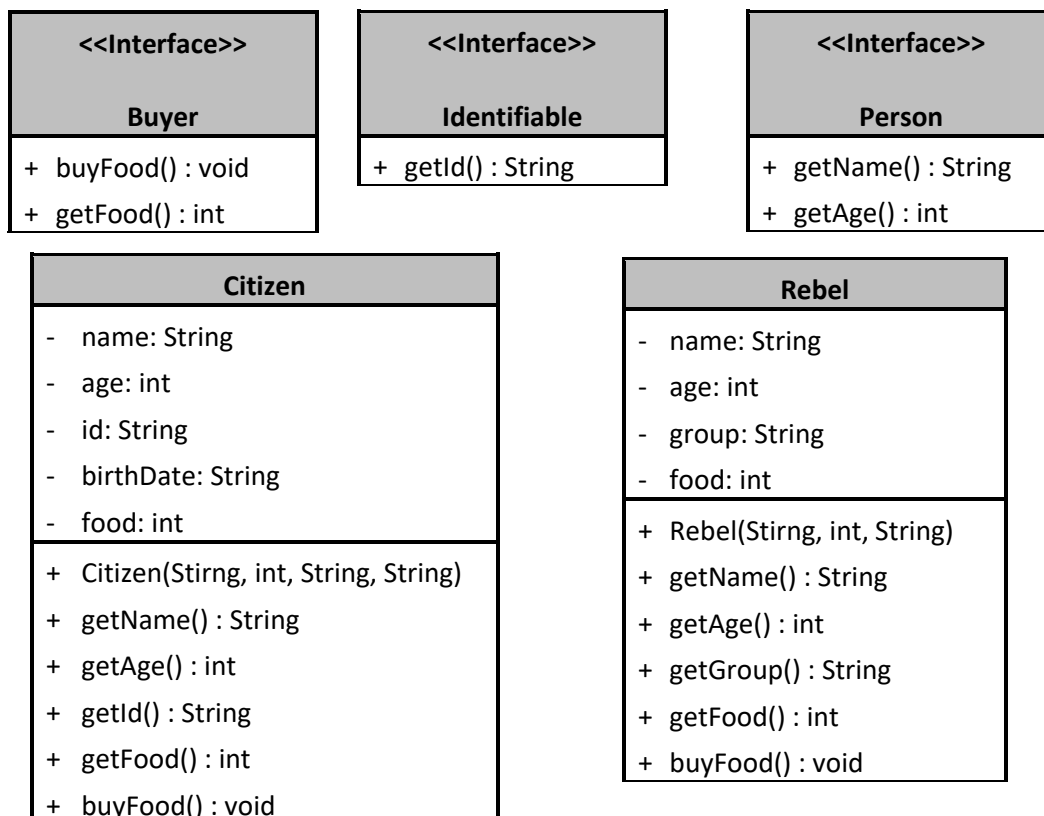 <<Interface>>
Buyer
+ buyFood() : void
+ getFood() : int
<<Interface>>
Identifiable
+ getId() : String
<<Interface>>
Person
+ getName() : String
+ getAge() : int
Citizen
- name: String
- age: int
- id: String
- birthDate: String
- food: int
+ Citizen(Stirng, int, String, String)
+ getName() : String
+ getAge() : int
+ getId() : String
+ getFood() : int
+ buyFood() : void
Rebel
- name: String
- age: int
- group: String
- food: int
+ Rebel(Stirng, int, String)
+ getName() : String
+ getAge() : int
+ getGroup() : String
+ getFood() : int
+ buyFood() : void